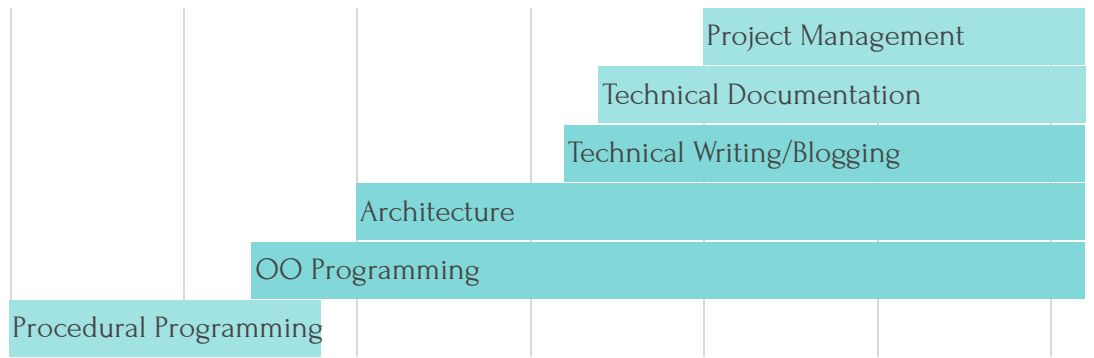 Project Management
Technical Documentation
Technical Writing/Blogging
Architecture
OO Programming
Procedural Programming